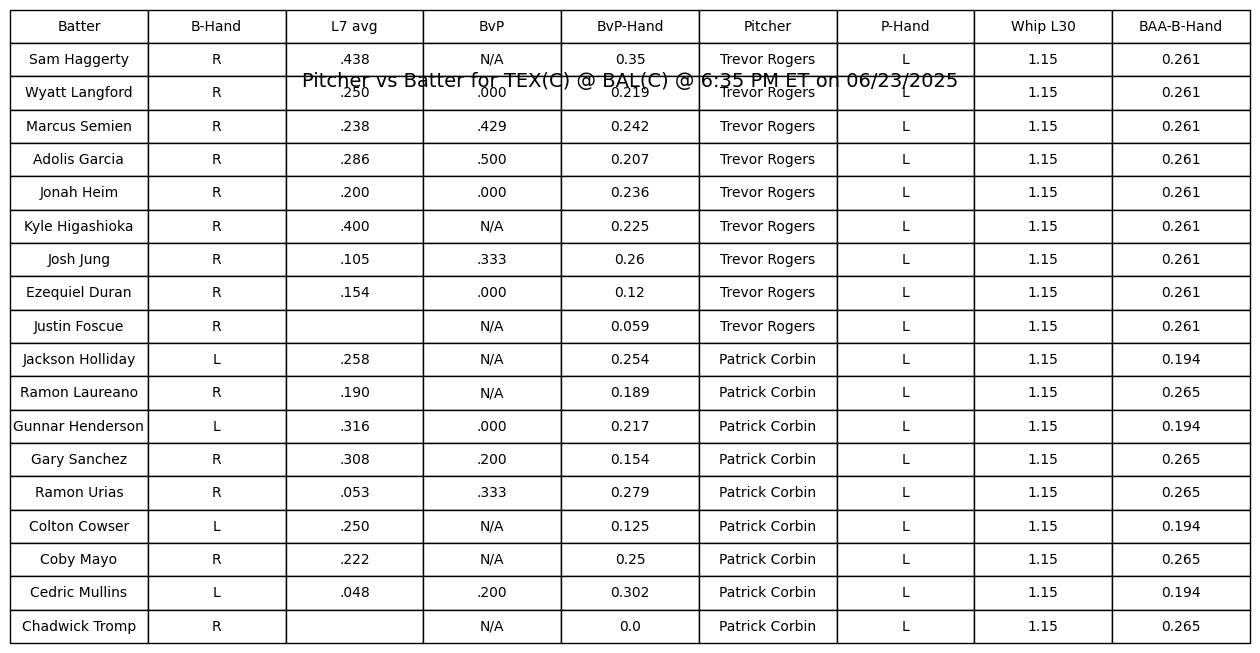 Batter B-Hand L7 avg BvP BvP-Hand Pitcher P-Hand Whip L30 BAA-B-Hand
Sam Haggerty R .438 N/A 0.35 Trevor Rogers L 1.15 0.261
Pitcher vs Batter for TEX(C) @ BAL(C) @ 6:35 PM ET on 06/23/2025
Wyatt Langford R .250 .000 0.219 Trevor Rogers L 1.15 0.261
Marcus Semien R .238 .429 0.242 Trevor Rogers L 1.15 0.261
Adolis Garcia R .286 .500 0.207 Trevor Rogers L 1.15 0.261
Jonah Heim R .200 .000 0.236 Trevor Rogers L 1.15 0.261
Kyle Higashioka R .400 N/A 0.225 Trevor Rogers L 1.15 0.261
Josh Jung R .105 .333 0.26 Trevor Rogers L 1.15 0.261
Ezequiel Duran R .154 .000 0.12 Trevor Rogers L 1.15 0.261
Justin Foscue R N/A 0.059 Trevor Rogers L 1.15 0.261
Jackson Holliday L .258 N/A 0.254 Patrick Corbin L 1.15 0.194
Ramon Laureano R .190 N/A 0.189 Patrick Corbin L 1.15 0.265
Gunnar Henderson L .316 .000 0.217 Patrick Corbin L 1.15 0.194
Gary Sanchez R .308 .200 0.154 Patrick Corbin L 1.15 0.265
Ramon Urias R .053 .333 0.279 Patrick Corbin L 1.15 0.265
Colton Cowser L .250 N/A 0.125 Patrick Corbin L 1.15 0.194
Coby Mayo R .222 N/A 0.25 Patrick Corbin L 1.15 0.265
Cedric Mullins L .048 .200 0.302 Patrick Corbin L 1.15 0.194
Chadwick Tromp R N/A 0.0 Patrick Corbin L 1.15 0.265